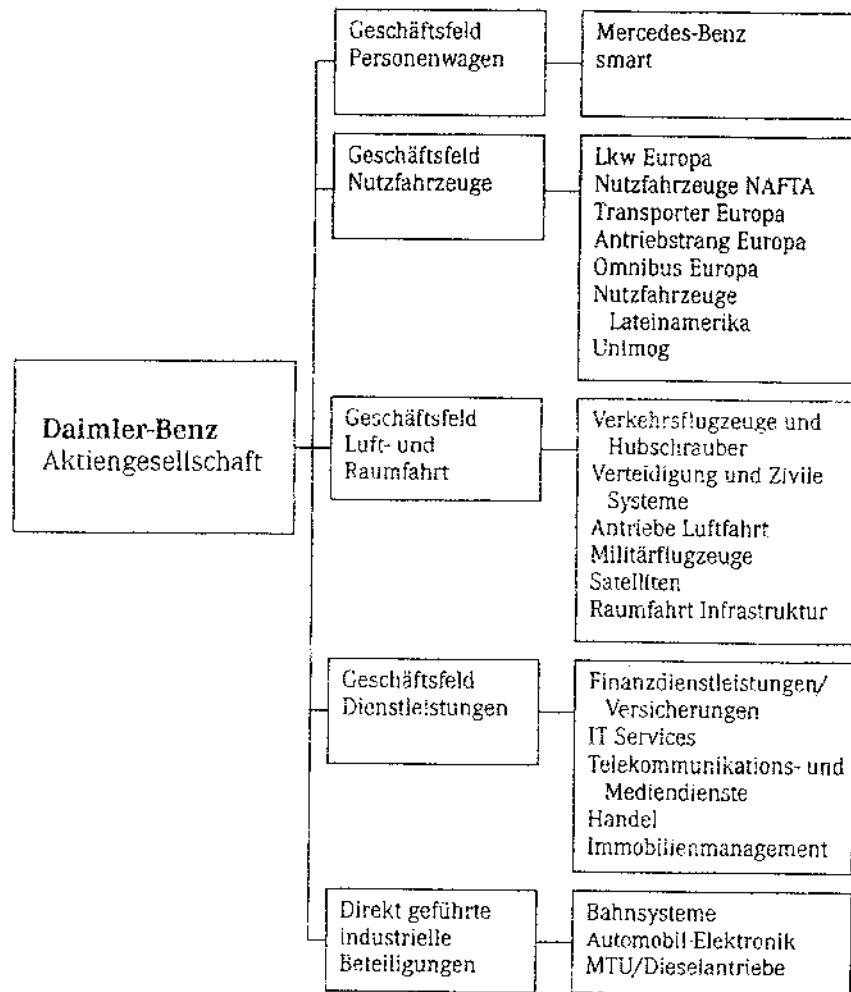 Geschäftsfeld
Personenwagen
Mercedes-Benz
smart
Geschäftsfeld
Nutzfahrzeuge
Lkw Europa
Nutzfahrzeuge NAFTA
Transporter Europa
Antriebstrang Europa
Omnibus Europa
Nutzfahrzeuge
Lateinamerika
Unimog
Daimler-Benz
Aktiengesellschaft
Geschäftsfeld
Luft- und
Raumfahrt
Verkehrsflugzeuge und
Hubschrauber
Verteidigung und Zivile
Systeme
Antriebe Luftfahrt
Militärflugzeuge
Satelliten
Raumfahrt Infrastruktur
Geschäftsfeld
Dienstleistungen
Finanzdienstleistungen/
Versicherungen
IT Services
Telekommunikations- und
Mediendienste
Handel
Immobilienmanagement
Direkt geführte
industrielle
Beteiligungen
Bahnsysteme
Automobil-Elektronik
MTU/Dieselantriebe